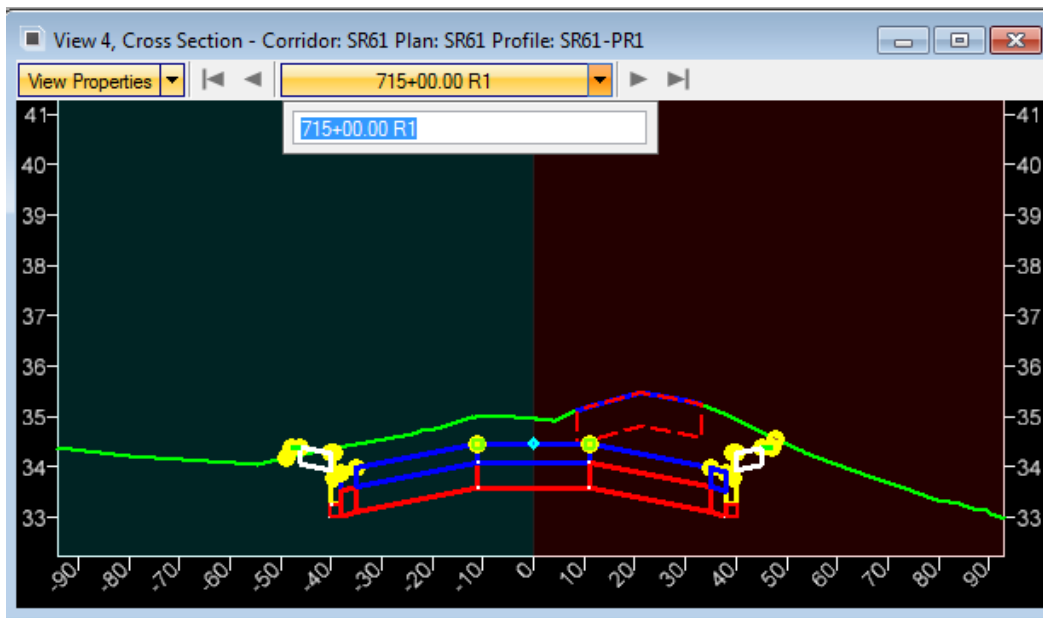 View 4, Cross Section - Corridor: SR61 Plan: SR61 Profile: SR61-PR1
View Properties 715+00.00 R1
715+00.00 R1
41 41
40 40
39 39
38 38
37 37
36 36
35 35
34 34
33 33
-90 -80 -70 -60 -50 -40 -30 -20 -10 0 10 20 30 40 50 60 70 80 90